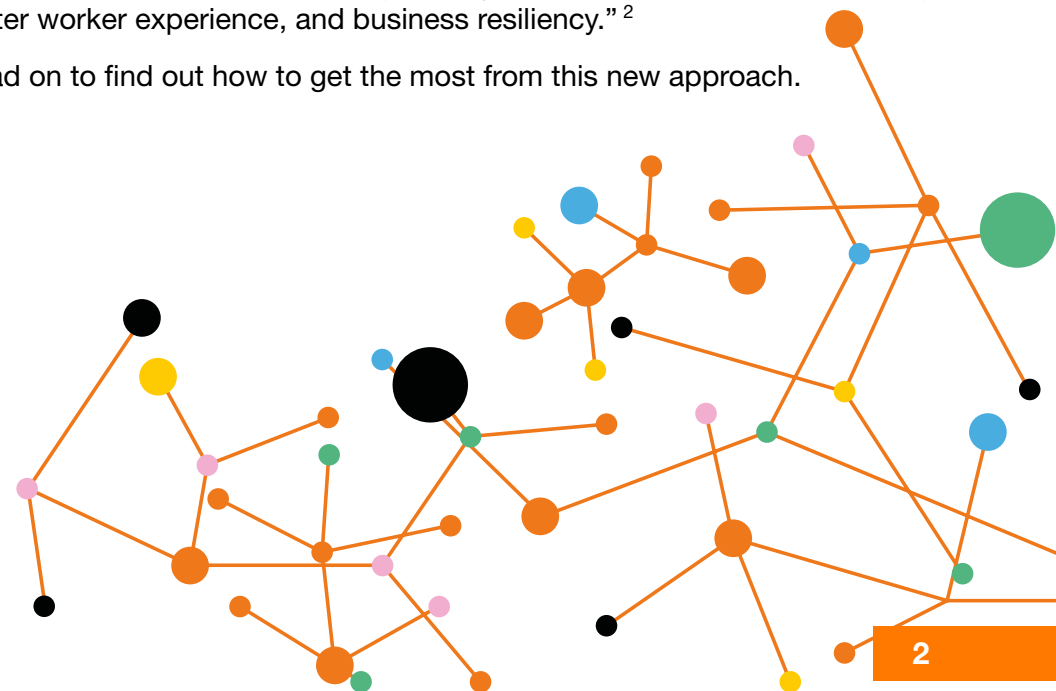 ter worker experience, and business resiliency.” 2
ad on to find out how to get the most from this new approach.
2